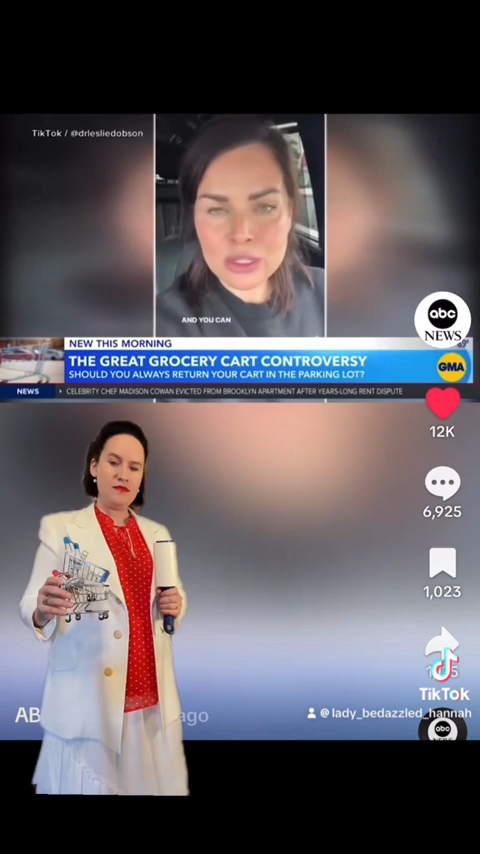 TikTok / @drlesliedobson
AND YOU CAN
abc
NEWS
NEW THIS MORNING
THE GREAT GROCERY CART CONTROVERSY
SHOULD YOU ALWAYS RETURN YOUR CART IN THE PARKING LOT?
GMA
NEWS
CELEBRITY CHEF MADISON COWAN EVICTED FROM BROOKLYN APARTMENT AFTER YEARS-LONG RENT DISPUTE
12K
6,925
1,023
TikTok
@lady_bedazzled_hannah
AB
ago
abc